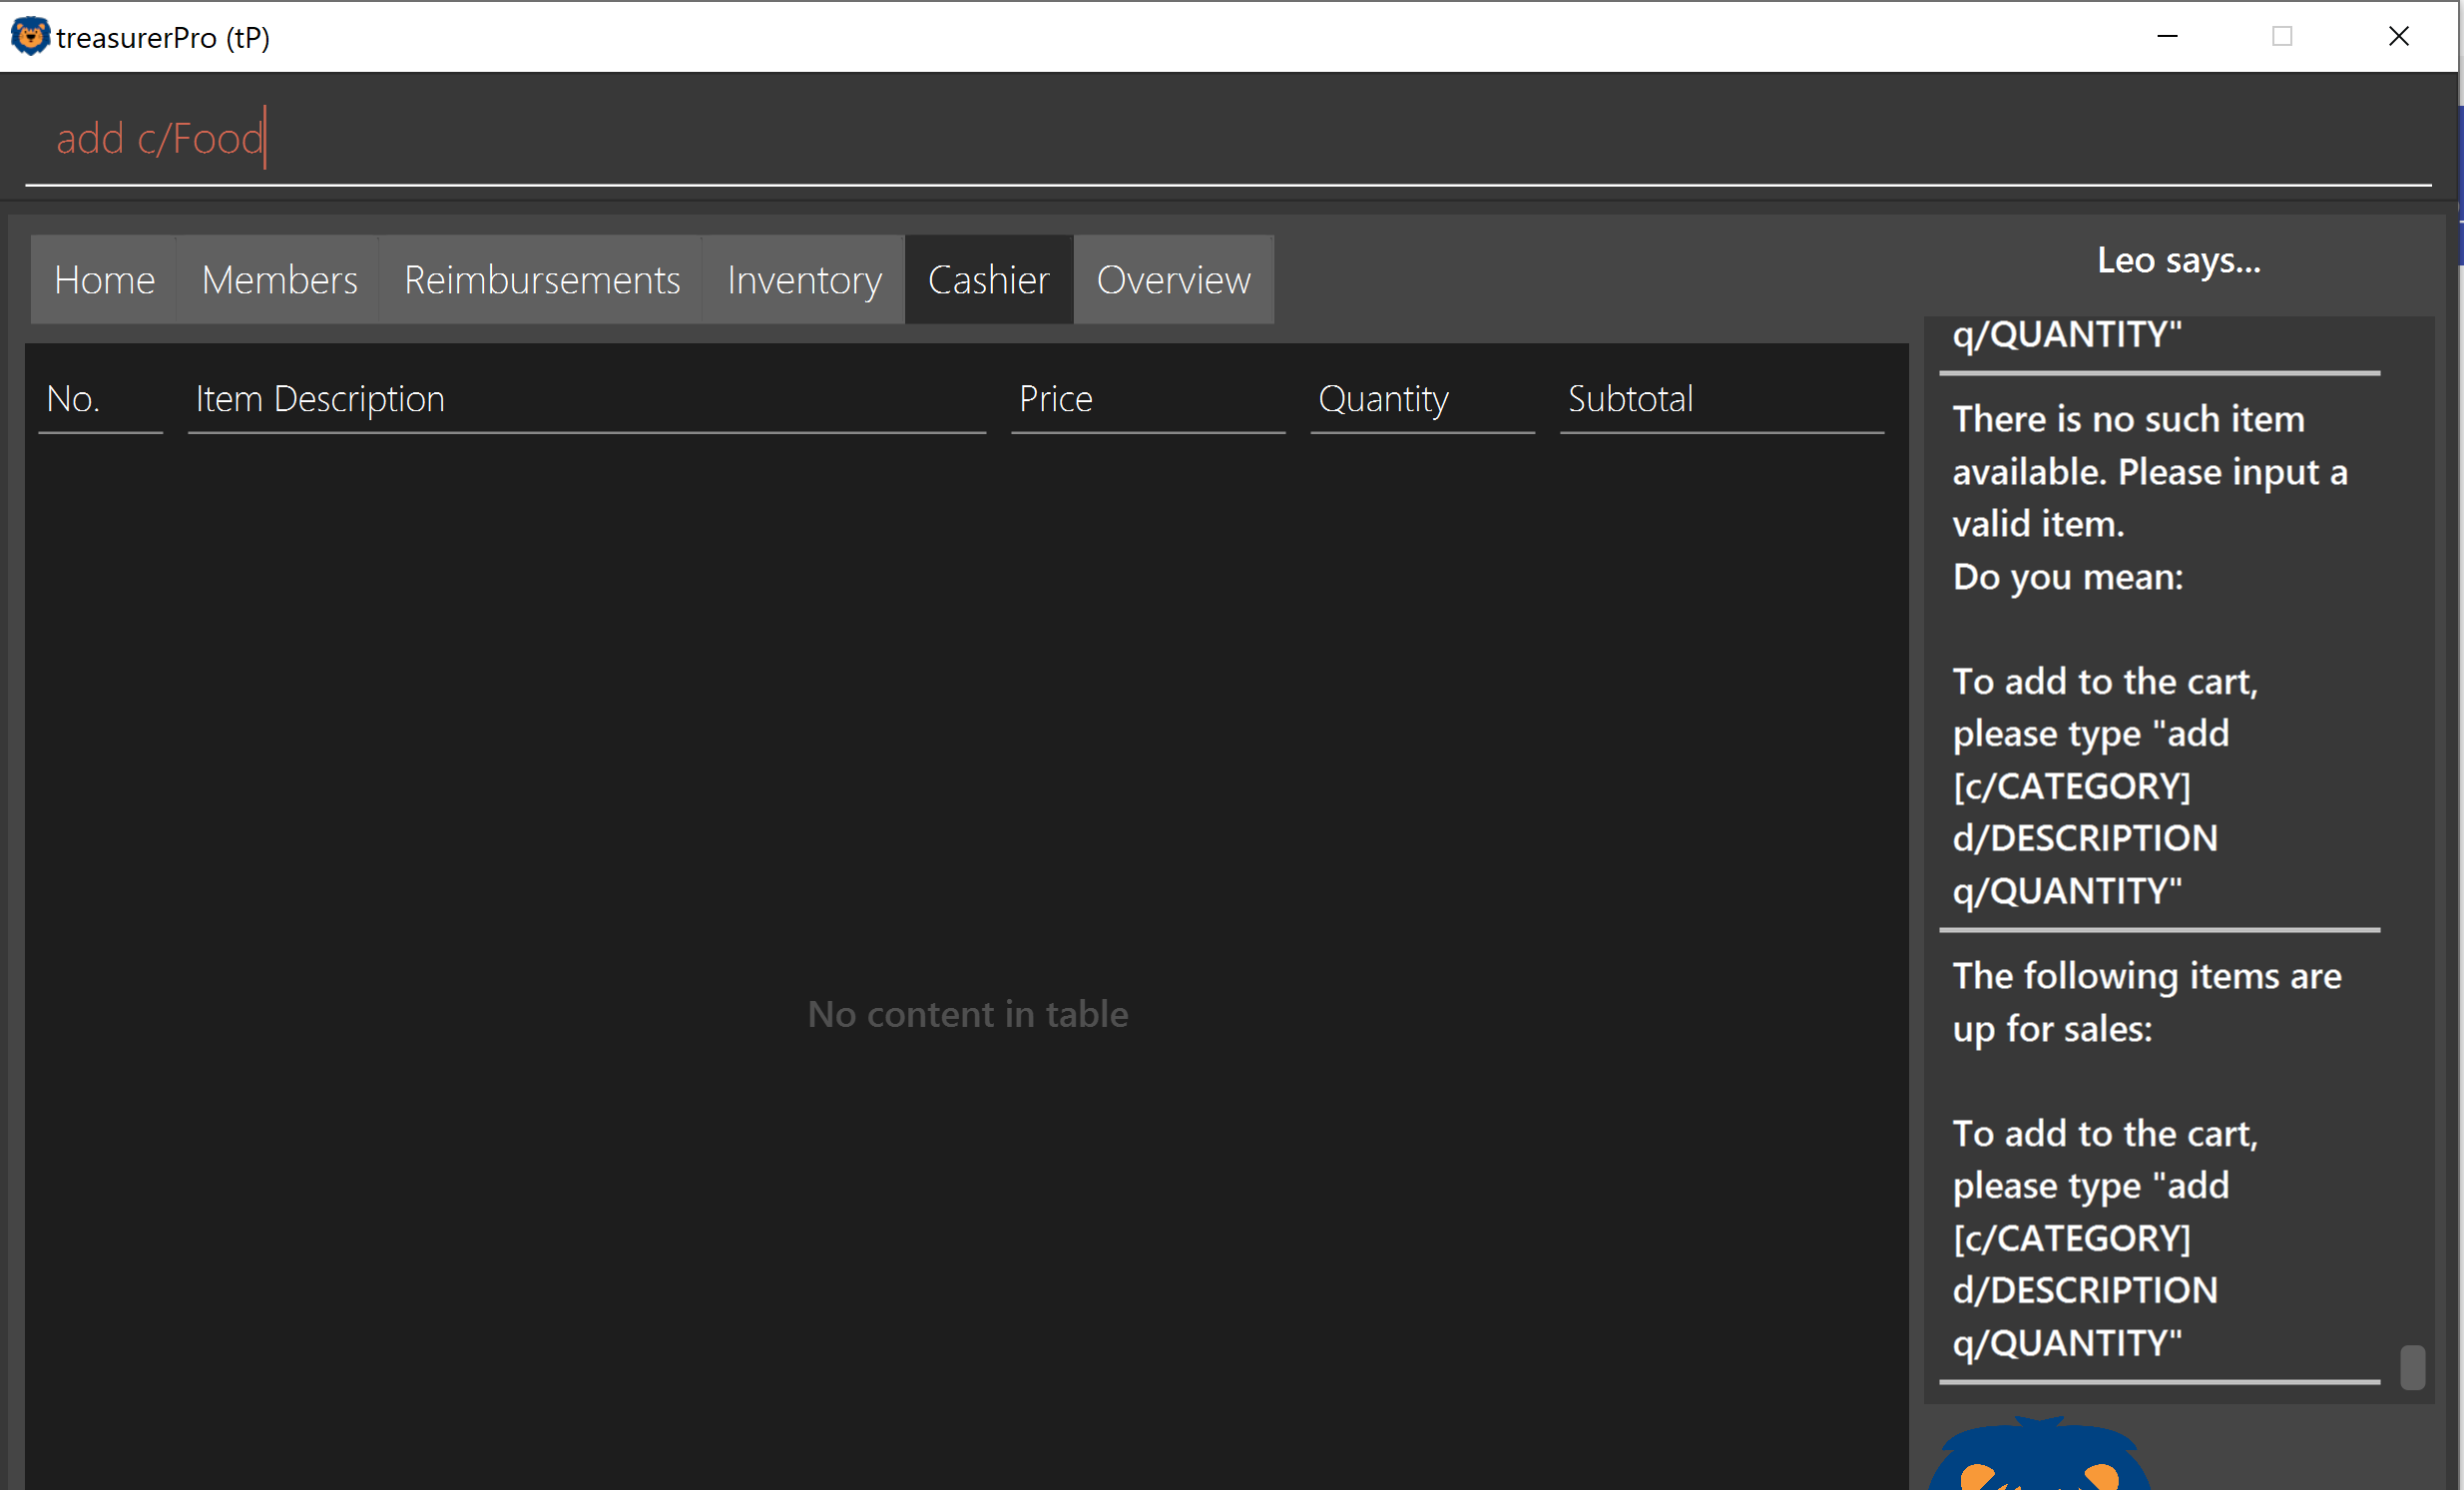 treasurerPro (tP)
add c/Food
Home Members Reimbursements Inventory Cashier Overview
No. Item Description Price Quantity Subtotal
No content in table
Leo says...
q/QUANTITY"
There is no such item
available. Please input a
valid item.
Do you mean:
To add to the cart,
please type "add
[c/CATEGORY]
d/DESCRIPTION
q/QUANTITY"
The following items are
up for sales:
To add to the cart,
please type "add
[c/CATEGORY]
d/DESCRIPTION
q/QUANTITY"